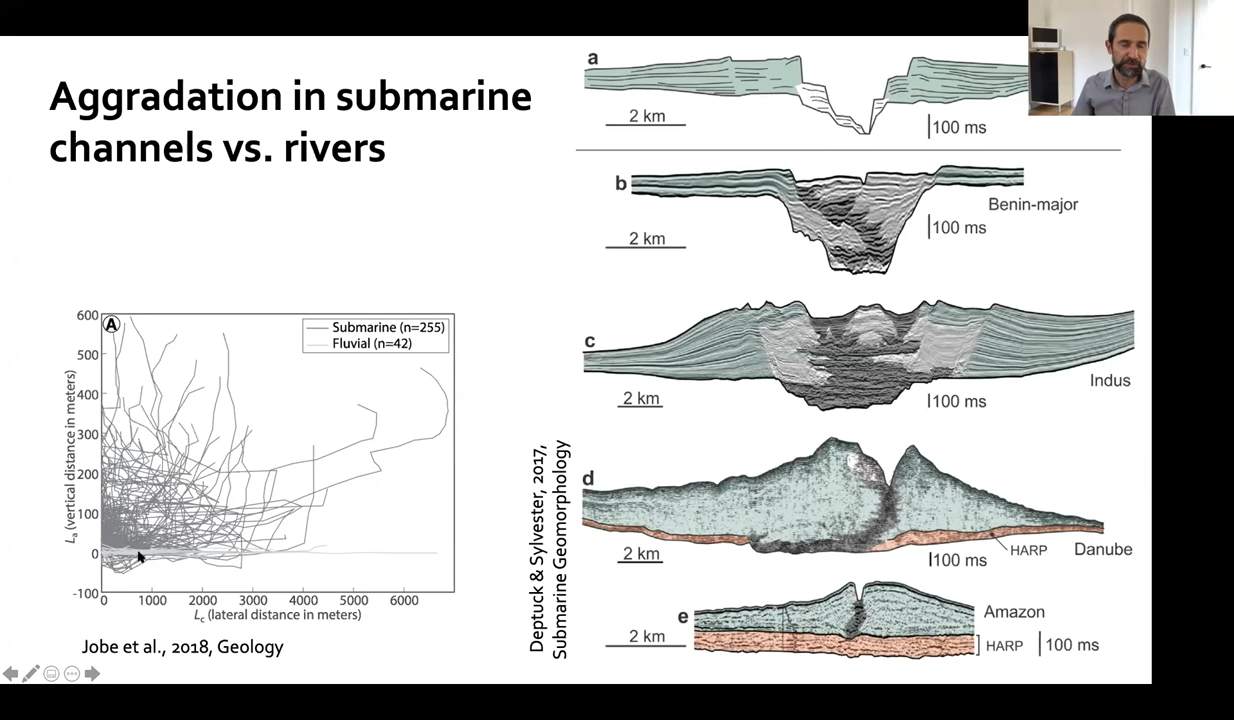 Aggradation in submarine
channels vs. rivers
A
Submarine (n=255)
Fluvial (n=42)
600
500
400
300
200
100
0
-100
0 1000 2000 3000 4000 5000 6000
La (vertical distance in meters)
Lc (lateral distance in meters)
Jobe et al., 2018, Geology
Deptuck & Sylvester, 2017,
Submarine Geomorphology
a
2 km
100 ms
b
Benin-major
2 km
100 ms
c
Indus
2 km
100 ms
d
2 km
100 ms
HARP
Danube
e
Amazon
2 km
HARP
100 ms